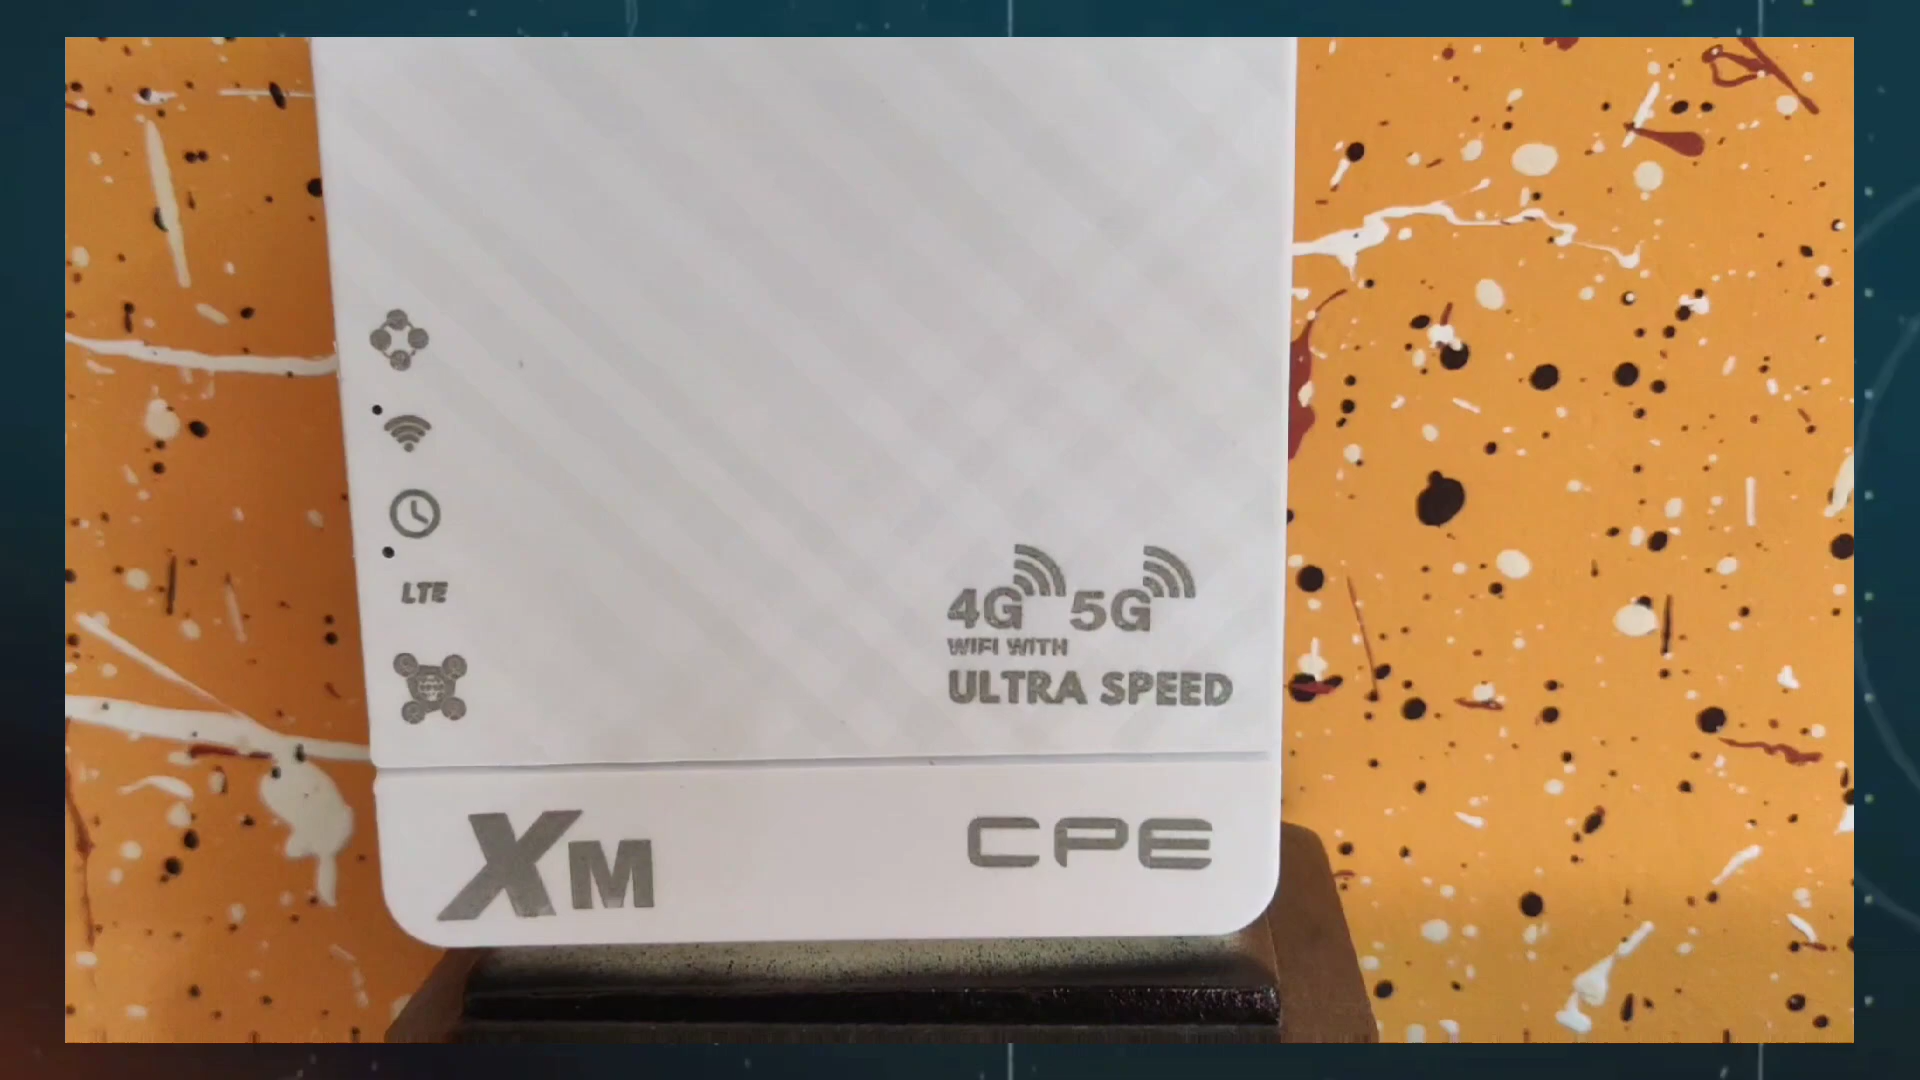 LTE
4G 5G
WIFI WITH
ULTRA SPEED
XM
CPE